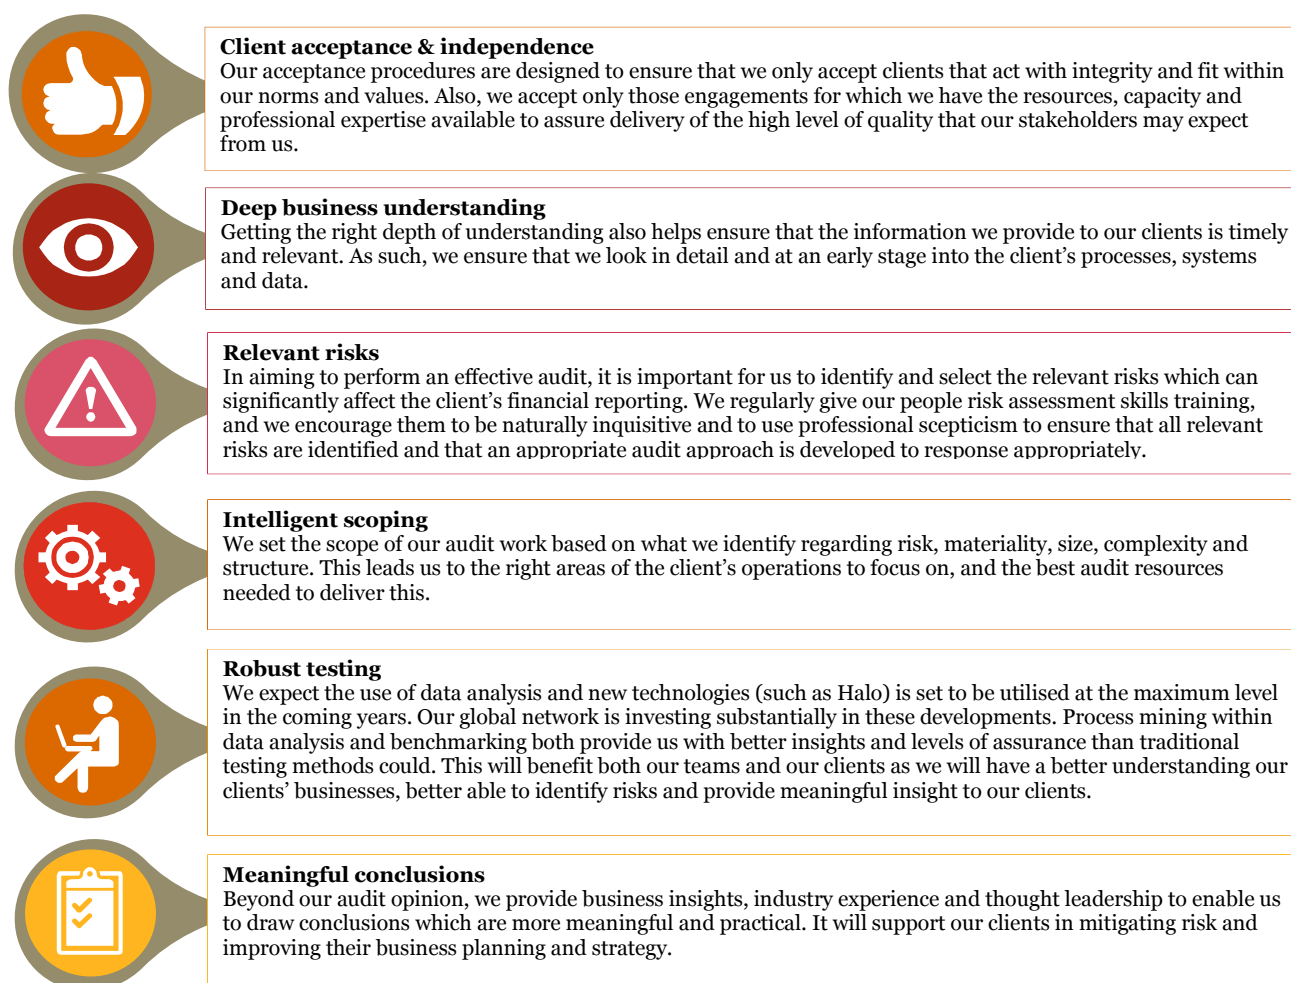 Client acceptance & independence
Our acceptance procedures are designed to ensure that we only accept clients that act with integrity and fit within
our norms and values. Also, we accept only those engagements for which we have the resources, capacity and
professional expertise available to assure delivery of the high level of quality that our stakeholders may expect
from us.
Deep business understanding
Getting the right depth of understanding also helps ensure that the information we provide to our clients is timely
and relevant. As such, we ensure that we look in detail and at an early stage into the client’s processes, systems
and data.
Relevant risks
In aiming to perform an effective audit, it is important for us to identify and select the relevant risks which can
significantly affect the client’s financial reporting. We regularly give our people risk assessment skills training,
and we encourage them to be naturally inquisitive and to use professional scepticism to ensure that all relevant
risks are identified and that an appropriate audit approach is developed to response appropriately.
Intelligent scoping
We set the scope of our audit work based on what we identify regarding risk, materiality, size, complexity and
structure. This leads us to the right areas of the client’s operations to focus on, and the best audit resources
needed to deliver this.
Robust testing
We expect the use of data analysis and new technologies (such as Halo) is set to be utilised at the maximum level
in the coming years. Our global network is investing substantially in these developments. Process mining within
data analysis and benchmarking both provide us with better insights and levels of assurance than traditional
testing methods could. This will benefit both our teams and our clients as we will have a better understanding our
clients’ businesses, better able to identify risks and provide meaningful insight to our clients.
Meaningful conclusions
Beyond our audit opinion, we provide business insights, industry experience and thought leadership to enable us
to draw conclusions which are more meaningful and practical. It will support our clients in mitigating risk and
improving their business planning and strategy.